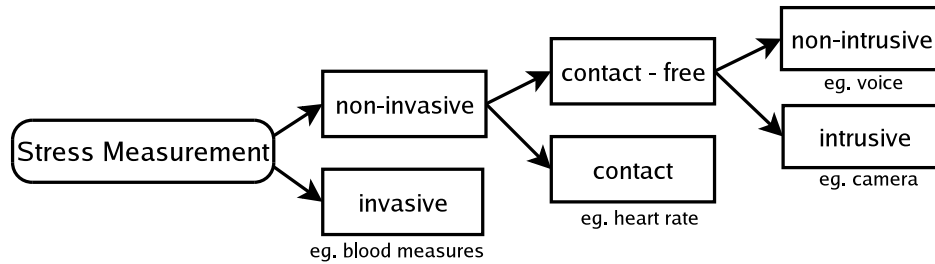 Stress Measurement
non-invasive
invasive
eg. blood measures
contact - free
contact
eg. heart rate
non-intrusive
eg. voice
intrusive
eg. camera